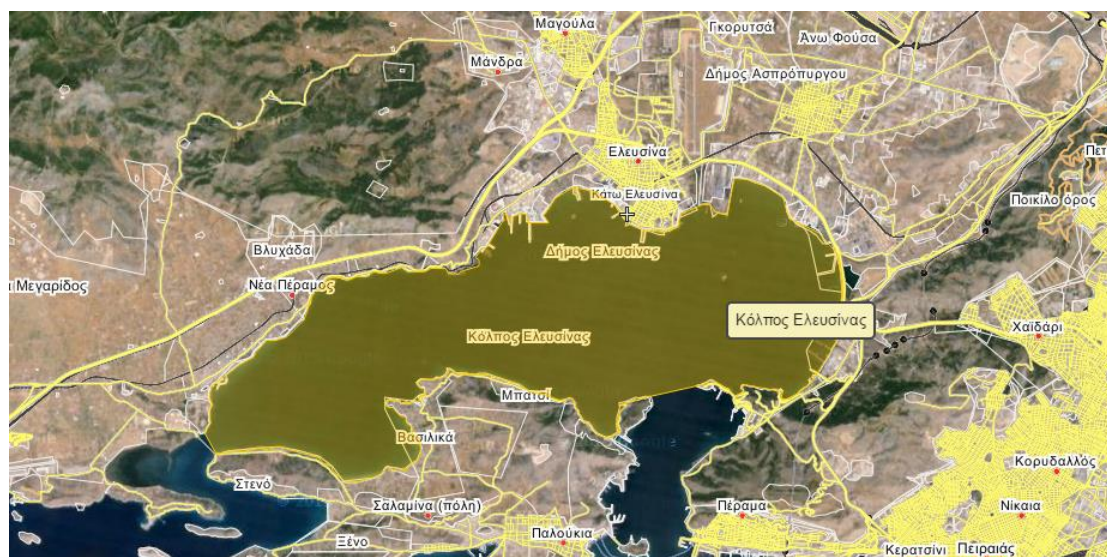 Μαγούλα
Γκορυτσά
Άνω Φούσα
Μάνδρα
Δήμος Ασπρόπυργου
Ελευσίνα
Κάτω Ελευσίνα
Ποικίλο όρος
Βλυχάδα
Δήμος Ελευσίνας
Μεγαρίδος
Νέα Πέραμος
Κόλπος Ελευσίνας
Κόλπος Ελευσίνας
Χαϊδάρι
Μπατσί
Βασιλικά
Στενό
Σαλαμίνα (πόλη)
Κορυδαλλός
Πέραμα
Νίκαια
Ξένο
Παλούκια
Κερατσίνι
Πειραιάς